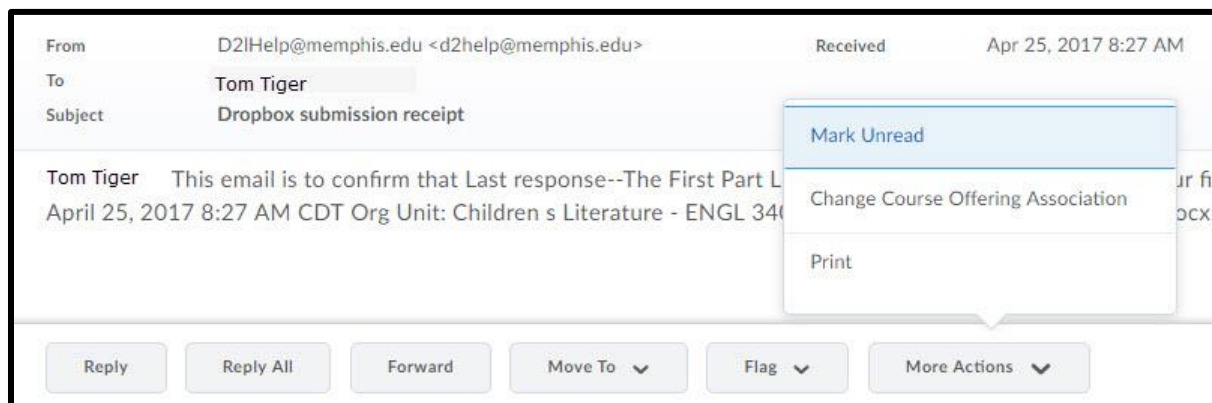 From D2lHelp@memphis.edu <d2help@memphis.edu> Received Apr 25, 2017 8:27 AM
To Tom Tiger
Subject Dropbox submission receipt
Mark Unread
Tom Tiger This email is to confirm that Last response--The First Part
Change Course Offering Association
April 25, 2017 8:27 AM CDT Org Unit: Children s Literature - ENGL
Print
Reply Reply All Forward Move To Flag More Actions